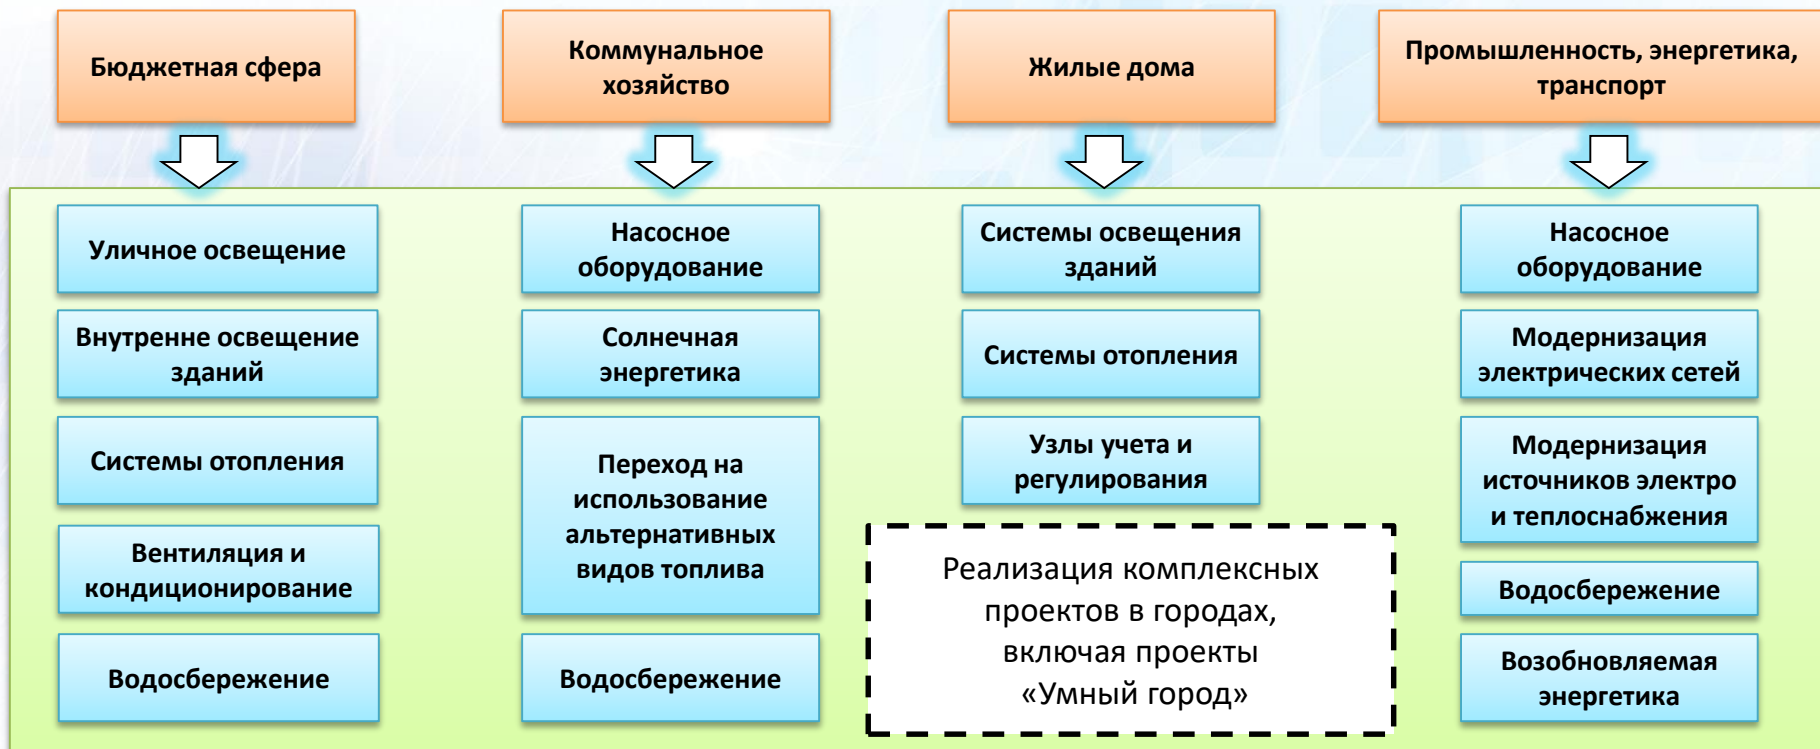 Бюджетная сфера
Коммунальное
хозяйство
Жилые дома
Промышленность, энергетика,
транспорт
Уличное освещение
Внутренне освещение
зданий
Системы отопления
Вентиляция и
кондиционирование
Водосбережение
Насосное
оборудование
Солнечная
энергетика
Переход на
использование
альтернативных
видов топлива
Водосбережение
Системы освещения
зданий
Системы отопления
Узлы учета и
регулирования
Реализация комплексных
проектов в городах,
включая проекты
«Умный город»
Насосное
оборудование
Модернизация
электрических сетей
Модернизация
источников электро
и теплоснабжения
Водосбережение
Возобновляемая
энергетика